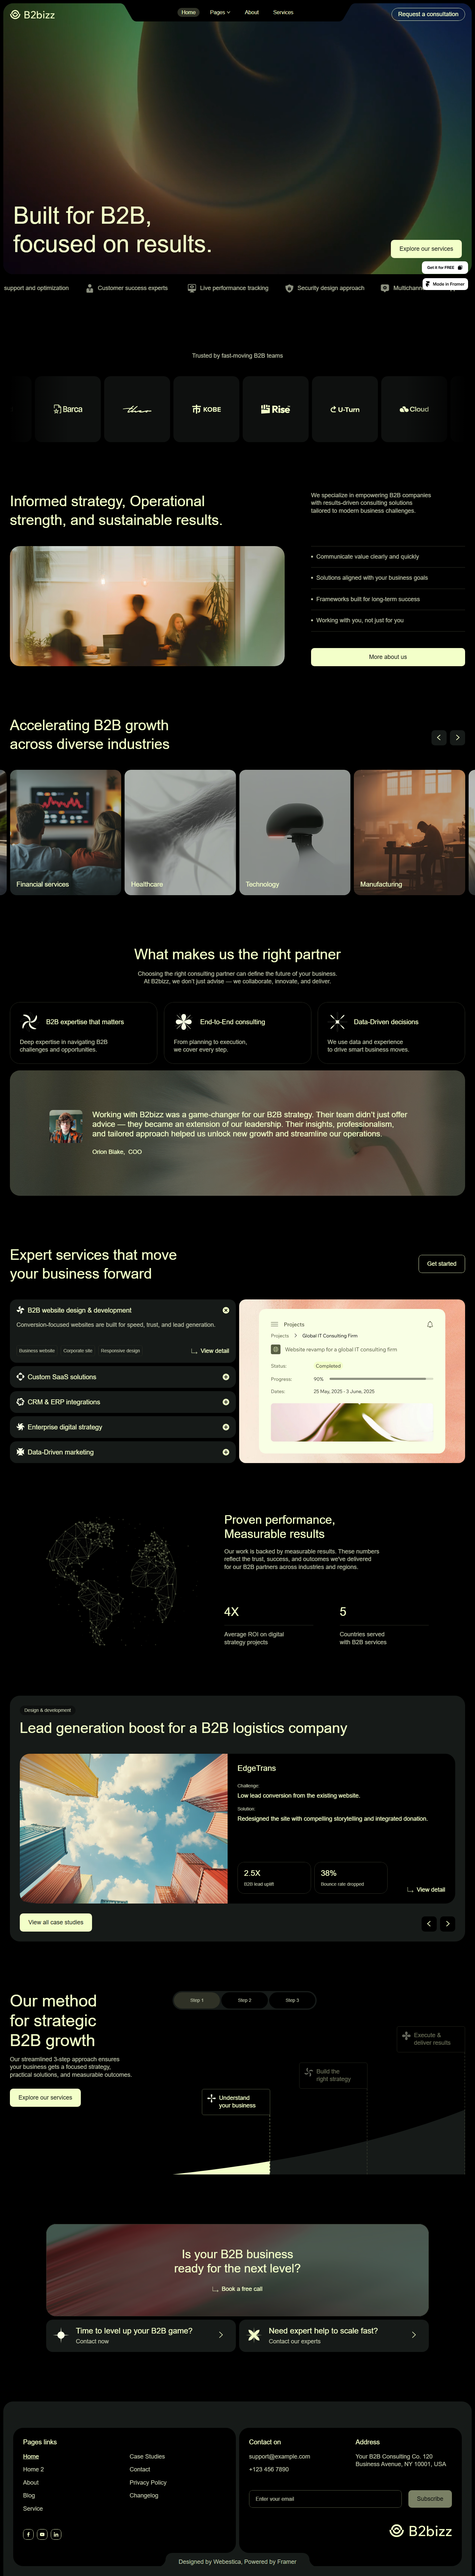 B2bizz
Home
Pages
About
Services
Request a consultation
Built for B2B,
focused on results.
Explore our services
Get it for FREE
Made in Framer
support and optimization
Customer success experts
Live performance tracking
Security design approach
Multichann
Trusted by fast-moving B2B teams
Barca
theo
KOBE
Rise
U-Turn
Cloud
Informed strategy, Operational
strength, and sustainable results.
We specialize in empowering B2B companies
with results-driven consulting solutions
tailored to modern business challenges.
• Communicate value clearly and quickly
• Solutions aligned with your business goals
• Frameworks built for long-term success
• Working with you, not just for you
More about us
Accelerating B2B growth
across diverse industries
Financial services
Healthcare
Technology
Manufacturing
What makes us the right partner
Choosing the right consulting partner can define the future of your business.
At B2bizz, we don't just advise — we collaborate, innovate, and deliver.
B2B expertise that matters
Deep expertise in navigating B2B
challenges and opportunities.
End-to-End consulting
From planning to execution,
we cover every step.
Data-Driven decisions
We use data and experience
to drive smart business moves.
Working with B2bizz was a game-changer for our B2B strategy. Their team didn't just offer
advice — they became an extension of our leadership. Their insights, professionalism,
and tailored approach helped us unlock new growth and streamline our operations.
Orion Blake, COO
Expert services that move
your business forward
Get started
B2B website design & development
Conversion-focused websites are built for speed, trust, and lead generation.
Business website
Corporate site
Responsive design
View detail
Custom SaaS solutions
CRM & ERP integrations
Enterprise digital strategy
Data-Driven marketing
Projects
Projects > Global IT Consulting Firm
Website revamp for a global IT consulting firm
Status: Completed
Progress: 90%
Dates: 25 May, 2025 - 3 June, 2025
Proven performance,
Measurable results
Our work is backed by measurable results. These numbers
reflect the trust, success, and outcomes we've delivered
for our B2B partners across industries and regions.
4X
Average ROI on digital
strategy projects
5
Countries served
with B2B services
Design & development
Lead generation boost for a B2B logistics company
EdgeTrans
Challenge:
Low lead conversion from the existing website.
Solution:
Redesigned the site with compelling storytelling and integrated donation.
2.5X
B2B lead uplift
38%
Bounce rate dropped
View detail
View all case studies
Our method
for strategic
B2B growth
Our streamlined 3-step approach ensures
your business gets a focused strategy,
practical solutions, and measurable outcomes.
Explore our services
Step 1
Step 2
Step 3
Understand
your business
Build the
right strategy
Execute &
deliver results
Is your B2B business
ready for the next level?
Book a free call
Time to level up your B2B game?
Contact now
Need expert help to scale fast?
Contact our experts
Pages links
Home
Home 2
About
Blog
Service
Case Studies
Contact
Privacy Policy
Changelog
Contact on
support@example.com
+123 456 7890
Address
Your B2B Consulting Co. 120
Business Avenue, NY 10001, USA
Enter your email
Subscribe
B2bizz
Designed by Webestica, Powered by Framer